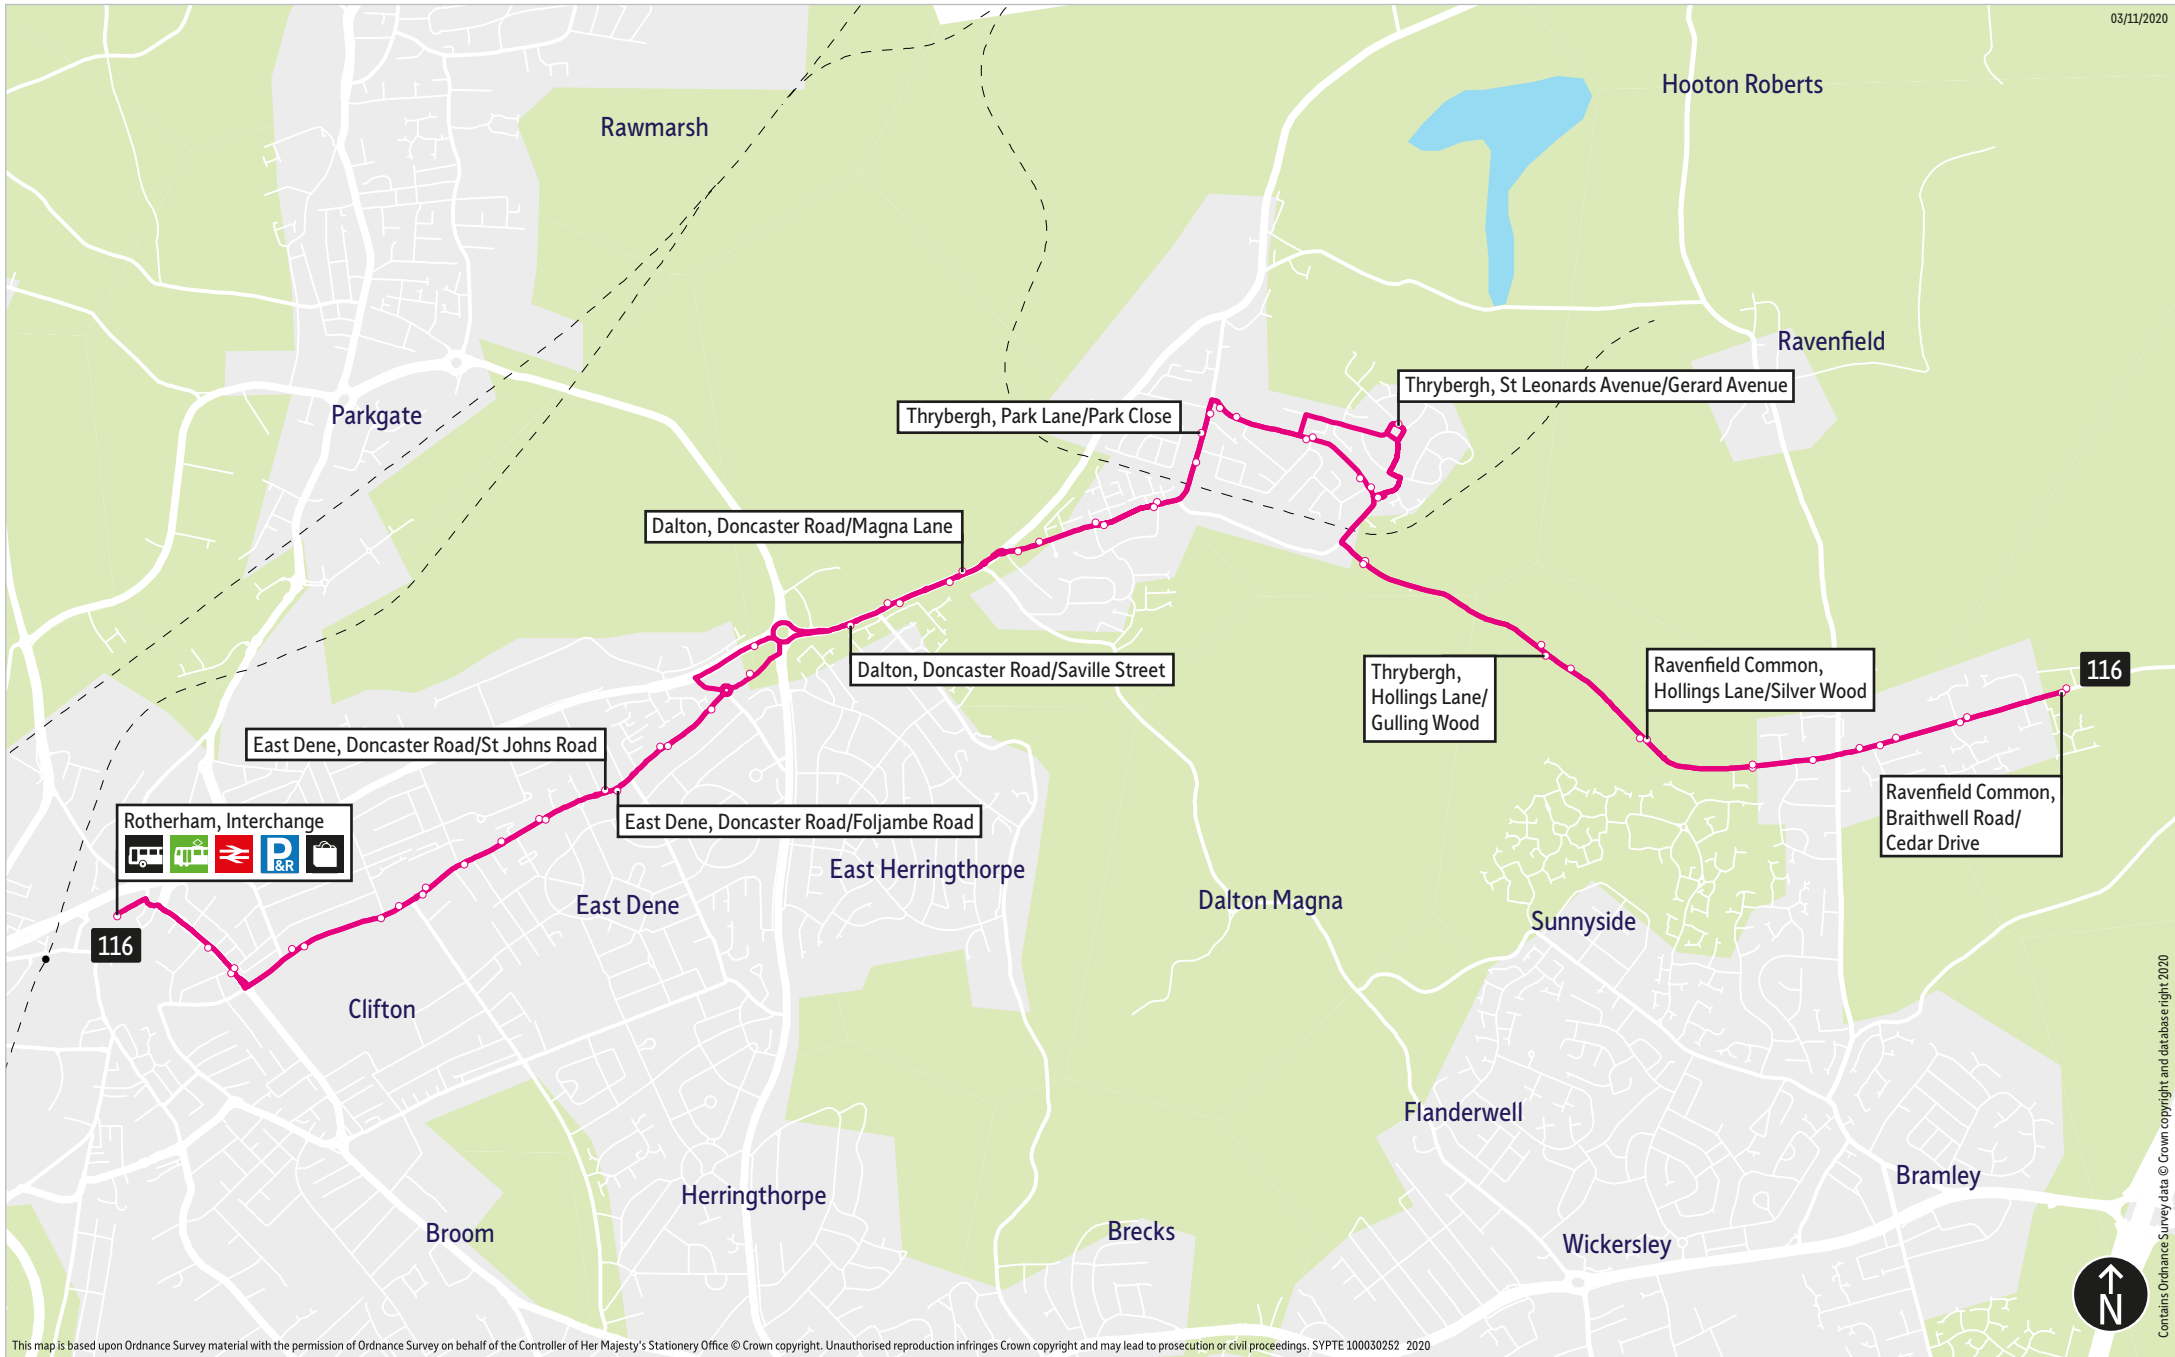 03/11/2020
Hooton Roberts
Rawmarsh
Ravenfield
Thrybergh, St Leonards Avenue/Gerard Avenue
Thrybergh, Park Lane/Park Close
Parkgate
Dalton, Doncaster Road/Magna Lane
Dalton, Doncaster Road/Saville Street
Thrybergh,
Hollings Lane/
Gulling Wood
Ravenfield Common,
Hollings Lane/Silver Wood
116
East Dene, Doncaster Road/St Johns Road
Ravenfield Common,
Braithwell Road/
Cedar Drive
Rotherham, Interchange
P
&R
East Dene, Doncaster Road/Foljambe Road
East Herringthorpe
East Dene
Dalton Magna
Sunnyside
116
Clifton
Flanderwell
Bramley
Herringthorpe
Broom
Brecks
Wickersley
N
Contains Ordnance Survey data © Crown copyright and database right 2020
This map is based upon Ordnance Survey material with the permission of Ordnance Survey on behalf of the Controller of Her Majesty's Stationery Office © Crown copyright. Unauthorised reproduction infringes Crown copyright and may lead to prosecution or civil proceedings. SYPTE 100030252 2020